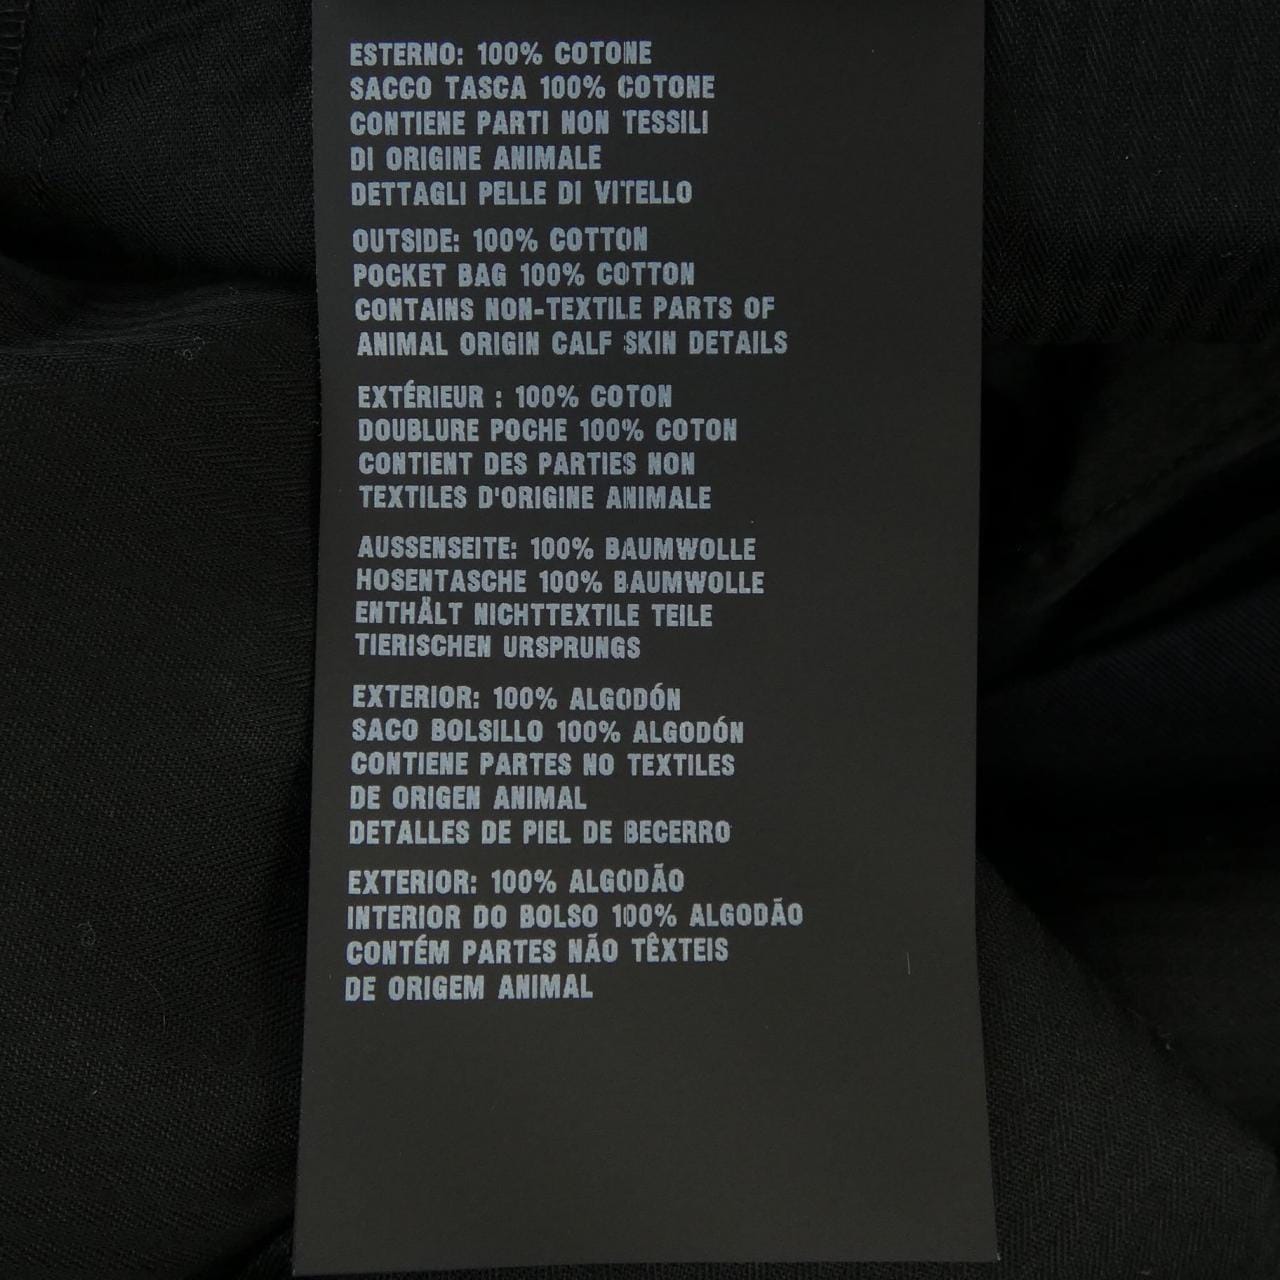 ESTERNO: 100% COTONE
SACCO TASCA 100% COTONE
CONTIENE PARTI NON TESSILI
DI ORIGINE ANIMALE
DETTAGLI PELLE DI VITELLO
OUTSIDE: 100% COTTON
POCKET BAG 100% COTTON
CONTAINS NON-TEXTILE PARTS OF
ANIMAL ORIGIN CALF SKIN DETAILS
EXTÉRIEUR : 100% COTON
DOUBLURE POCHE 100% COTON
CONTIENT DES PARTIES NON
TEXTILES D'ORIGINE ANIMALE
AUSSENSEITE: 100% BAUMWOLLE
HOSENTASCHE 100% BAUMWOLLE
ENTHÄLT NICHTTEXTILE TEILE
TIERISCHEN URSPRUNGS
EXTERIOR: 100% ALGODÓN
SACO BOLSILLO 100% ALGODÓN
CONTIENE PARTES NO TEXTILES
DE ORIGEN ANIMAL
DETALLES DE PIEL DE BECERRO
EXTERIOR: 100% ALGODÃO
INTERIOR DO BOLSO 100% ALGODÃO
CONTÉM PARTES NÃO TÊXTEIS
DE ORIGEM ANIMAL